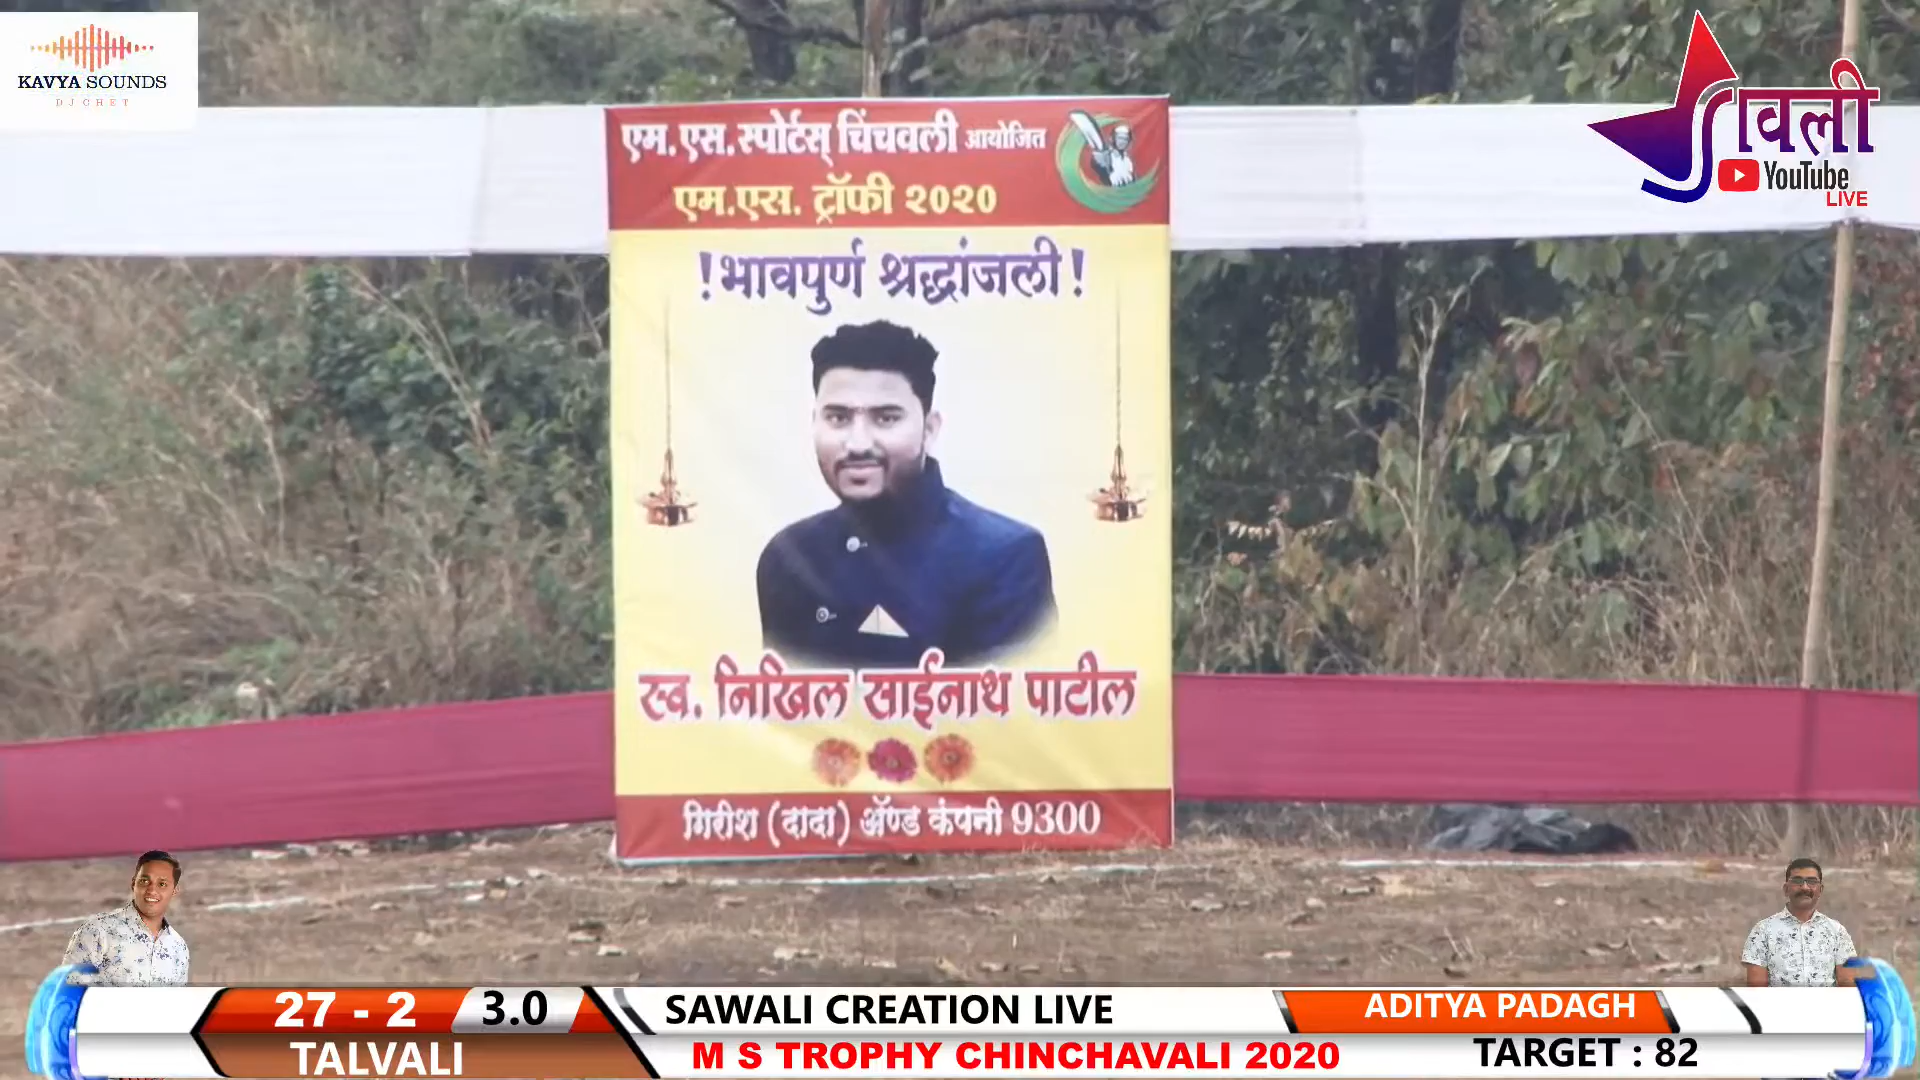 KAVYA SOUNDS
DJ CHET
सावली
YouTube
LIVE
एम.एस.स्पोर्टस् चिंचवली आयोजित
एम.एस. ट्रॉफी २०२०
!भावपुर्ण श्रद्धांजली!
स्व. निखिल साईनाथ पाटील
गिरीश (दादा) ॲण्ड कंपनी 9300
27 - 2 3.0 SAWALI CREATION LIVE ADITYA PADAGH
TALVALI M S TROPHY CHINCHAVALI 2020 TARGET : 82